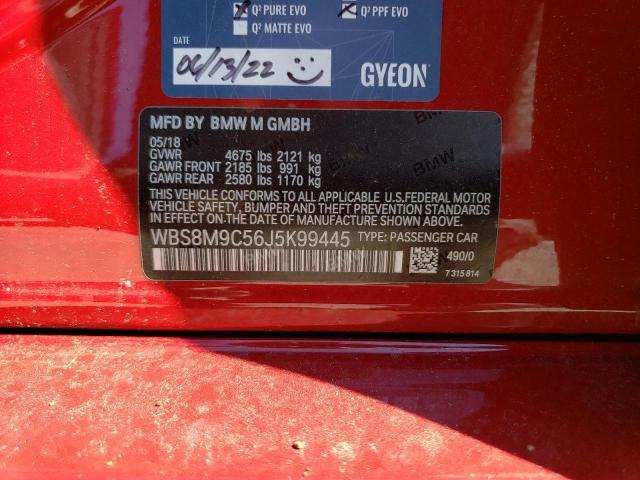 Q² PURE EVO Q² PPF EVO
Q² MATTE EVO
DATE
06/13/22
GYEON
MFD BY BMW M GMBH
05/18
GVWR 4675 lbs 2121 kg
GAWR FRONT 2185 lbs 991 kg
GAWR REAR 2580 lbs 1170 kg
THIS VEHICLE CONFORMS TO ALL APPLICABLE U.S. FEDERAL MOTOR
VEHICLE SAFETY, BUMPER AND THEFT PREVENTION STANDARDS
IN EFFECT ON THE DATE OF MANUFACTURE SHOWN ABOVE.
WBS8M9C56J5K99445 TYPE: PASSENGER CAR
490/0
7 315 814